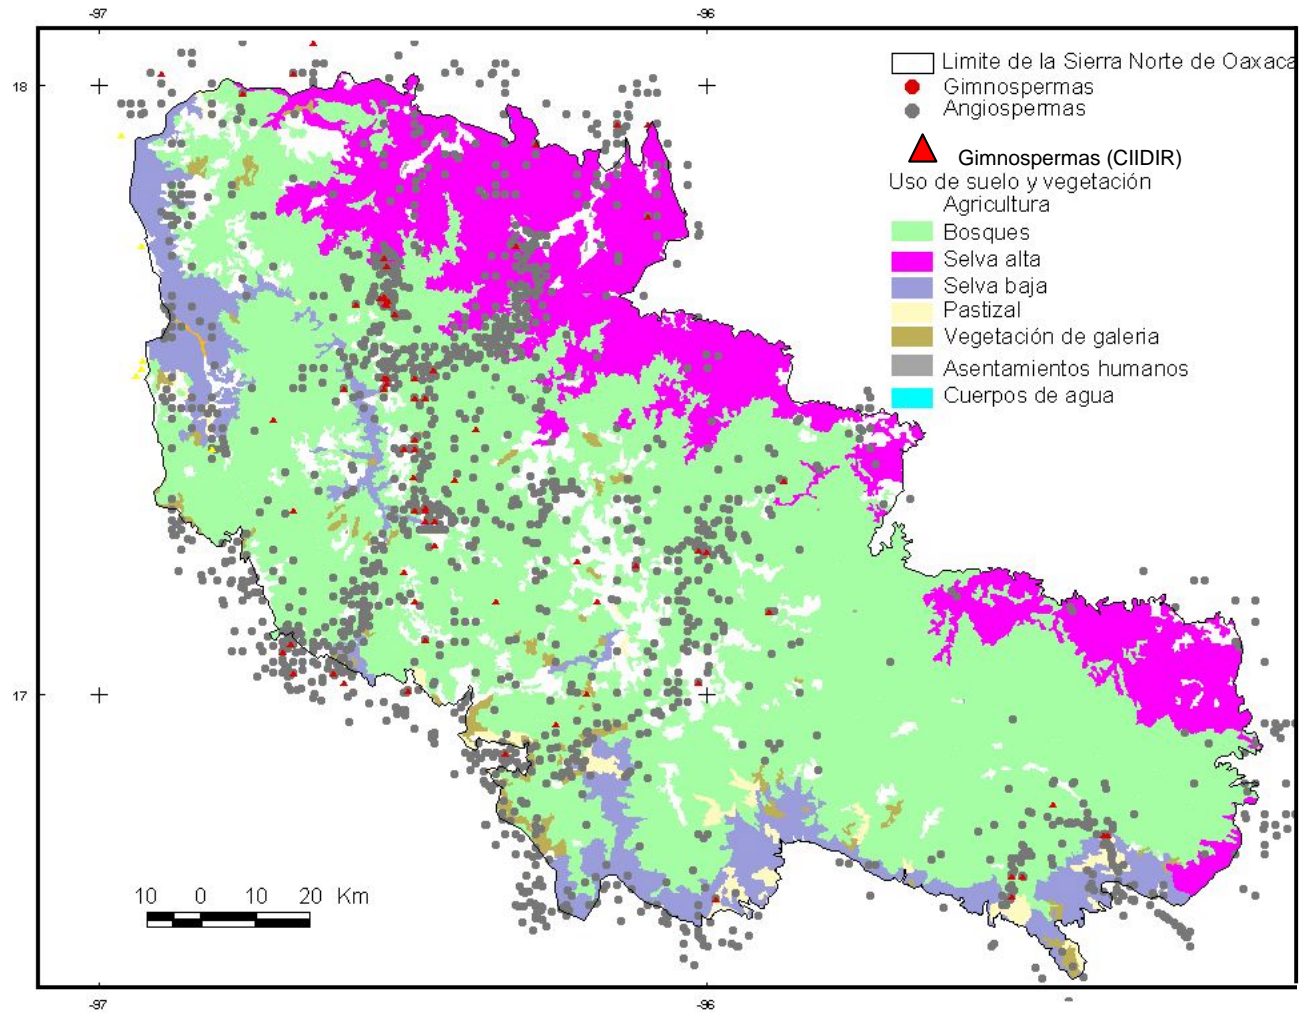 -97
-96
18
Limite de la Sierra Norte de Oaxaca
Gimnospermas
Angiospermas
Gimnospermas (CIIDIR)
Uso de suelo y vegetación
Agricultura
Bosques
Selva alta
Selva baja
Pastizal
Vegetación de galeria
Asentamientos humanos
Cuerpos de agua
17
10 0 10 20 Km
-97
-96